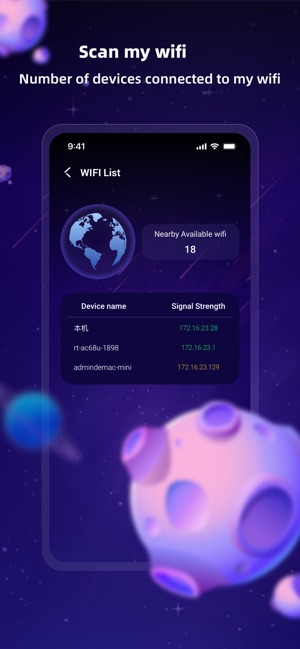 Scan my wifi
Number of devices connected to my wifi
9:41
WIFI List
Nearby Available wifi
18
Device name Signal Strength
本机 172.16.23.28
rt-ac68u-1898 172.16.23.1
admindemac-mini 172.16.23.129